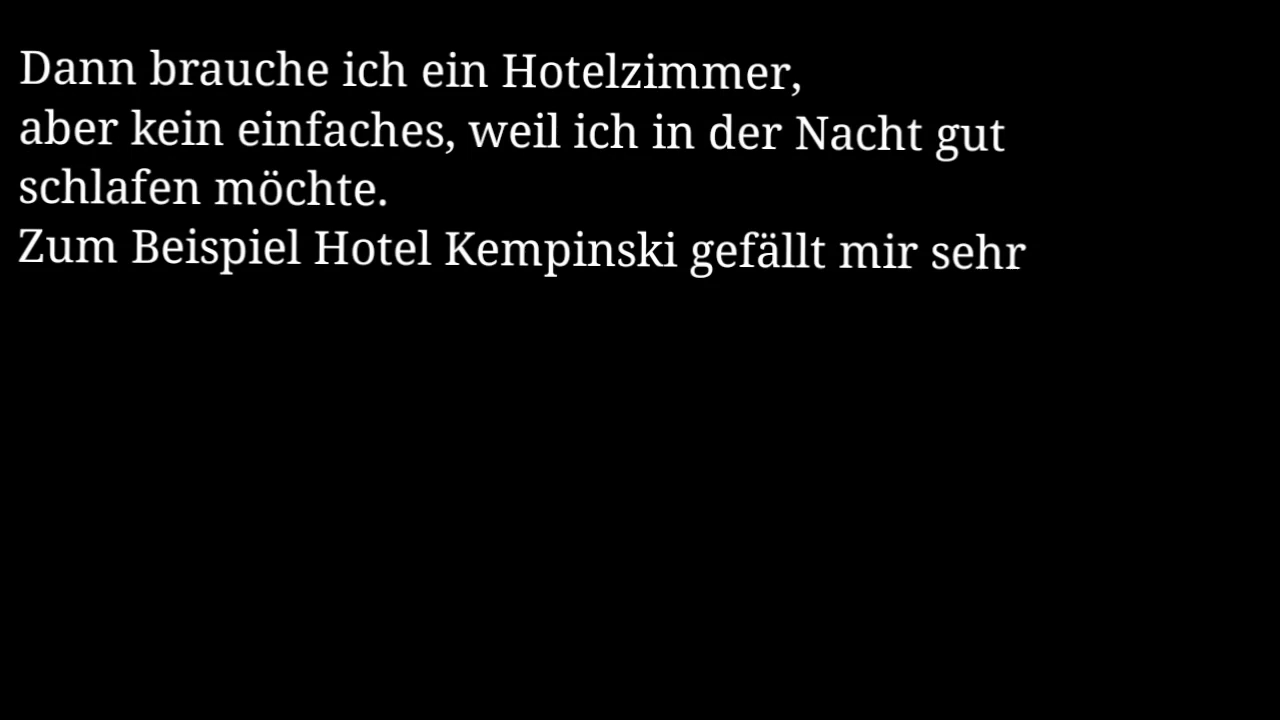 Dann brauche ich ein Hotelzimmer,
aber kein einfaches, weil ich in der Nacht gut
schlafen möchte.
Zum Beispiel Hotel Kempinski gefällt mir sehr